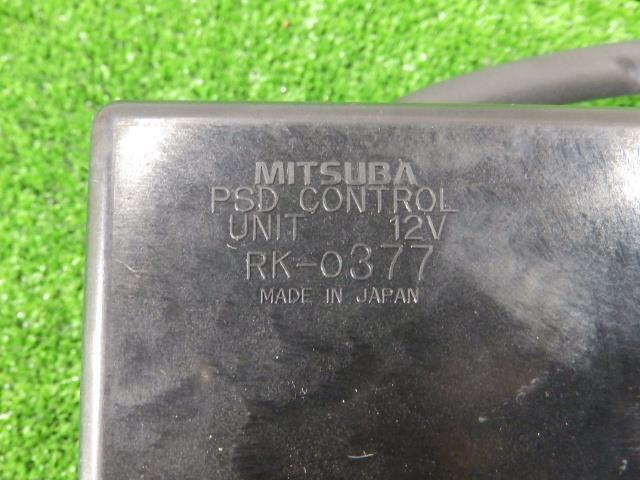 MITSUBA
PSD CONTROL
UNIT 12V
RK-0377
MADE IN JAPAN